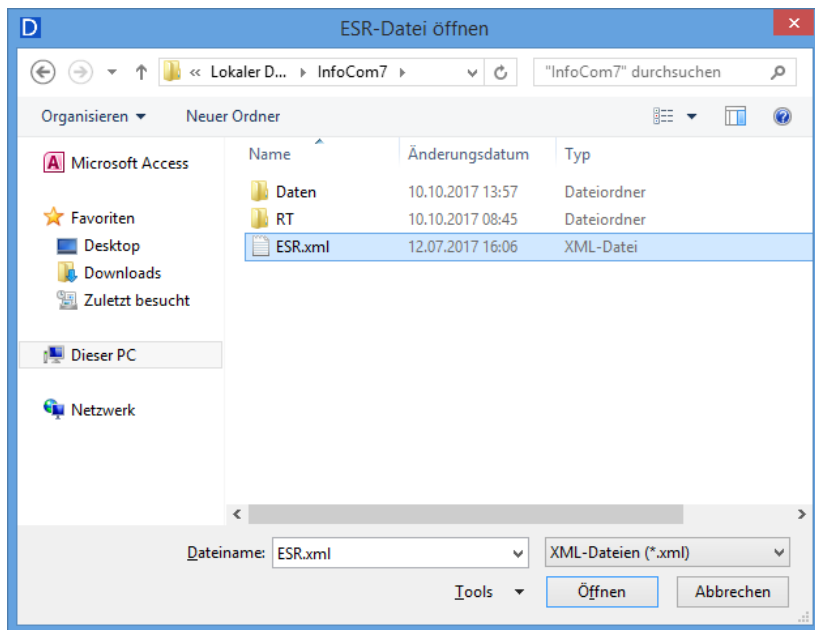 D ESR-Datei öffnen
« Lokaler D... InfoCom7 "InfoCom7" durchsuchen
Organisieren Neuer Ordner
Name Änderungsdatum Typ
A Microsoft Access
Daten 10.10.2017 13:57 Dateiordner
Favoriten RT 10.10.2017 08:45 Dateiordner
Desktop ESR.xml 12.07.2017 16:06 XML-Datei
Downloads
Zuletzt besucht
Dieser PC
Netzwerk
Dateiname: ESR.xml XML-Dateien (*.xml)
Tools Öffnen Abbrechen